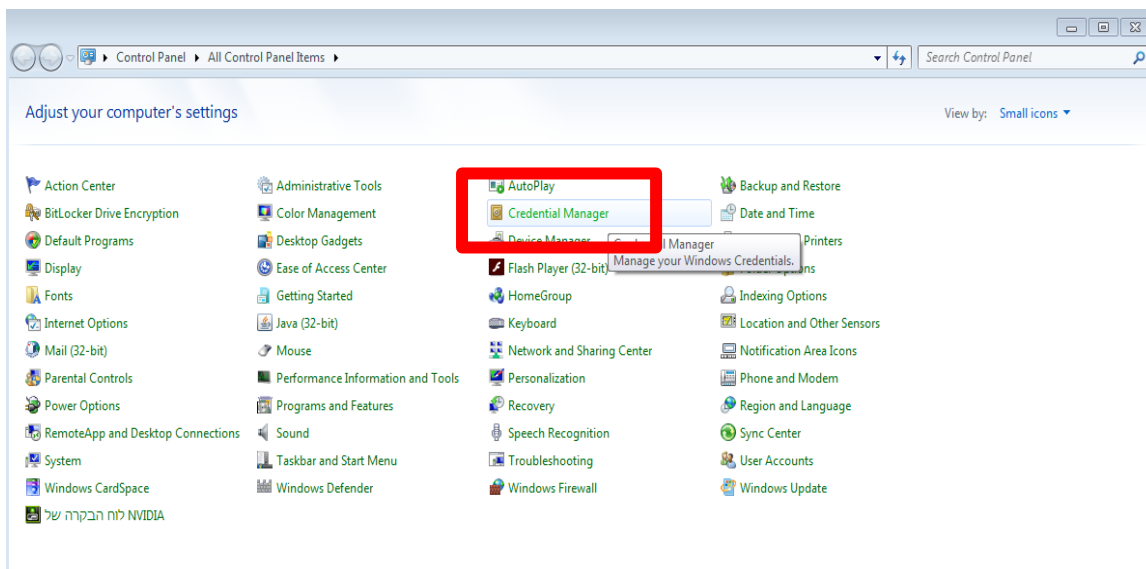 Control Panel ▸ All Control Panel Items ▸
Search Control Panel
Adjust your computer's settings
View by: Small icons
Action Center
Administrative Tools
AutoPlay
Backup and Restore
BitLocker Drive Encryption
Color Management
Credential Manager
Date and Time
Default Programs
Desktop Gadgets
Device Manager
Printers
Credential Manager
Manage your Windows Credentials.
Display
Ease of Access Center
Flash Player (32-bit)
Fonts
Getting Started
HomeGroup
Indexing Options
Internet Options
Java (32-bit)
Keyboard
Location and Other Sensors
Mail (32-bit)
Mouse
Network and Sharing Center
Notification Area Icons
Parental Controls
Performance Information and Tools
Personalization
Phone and Modem
Power Options
Programs and Features
Recovery
Region and Language
RemoteApp and Desktop Connections
Sound
Speech Recognition
Sync Center
System
Taskbar and Start Menu
Troubleshooting
User Accounts
Windows CardSpace
Windows Defender
Windows Firewall
Windows Update
לוח הבקרה של NVIDIA